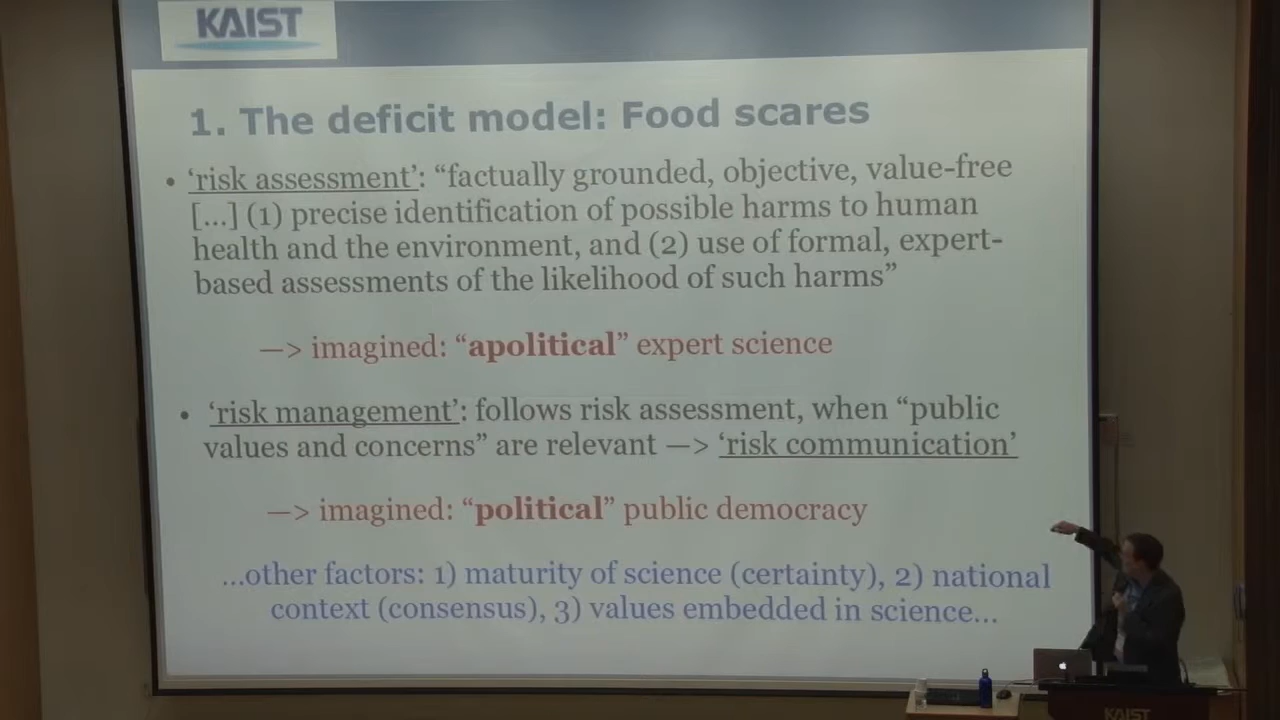 KAIST
1. The deficit model: Food scares
• ‘risk assessment’: “factually grounded, objective, value-free
[...] (1) precise identification of possible harms to human
health and the environment, and (2) use of formal, expert-
based assessments of the likelihood of such harms”
—> imagined: “apolitical” expert science
• ‘risk management’: follows risk assessment, when “public
values and concerns” are relevant —> ‘risk communication’
—> imagined: “political” public democracy
...other factors: 1) maturity of science (certainty), 2) national
context (consensus), 3) values embedded in science...
KAIST